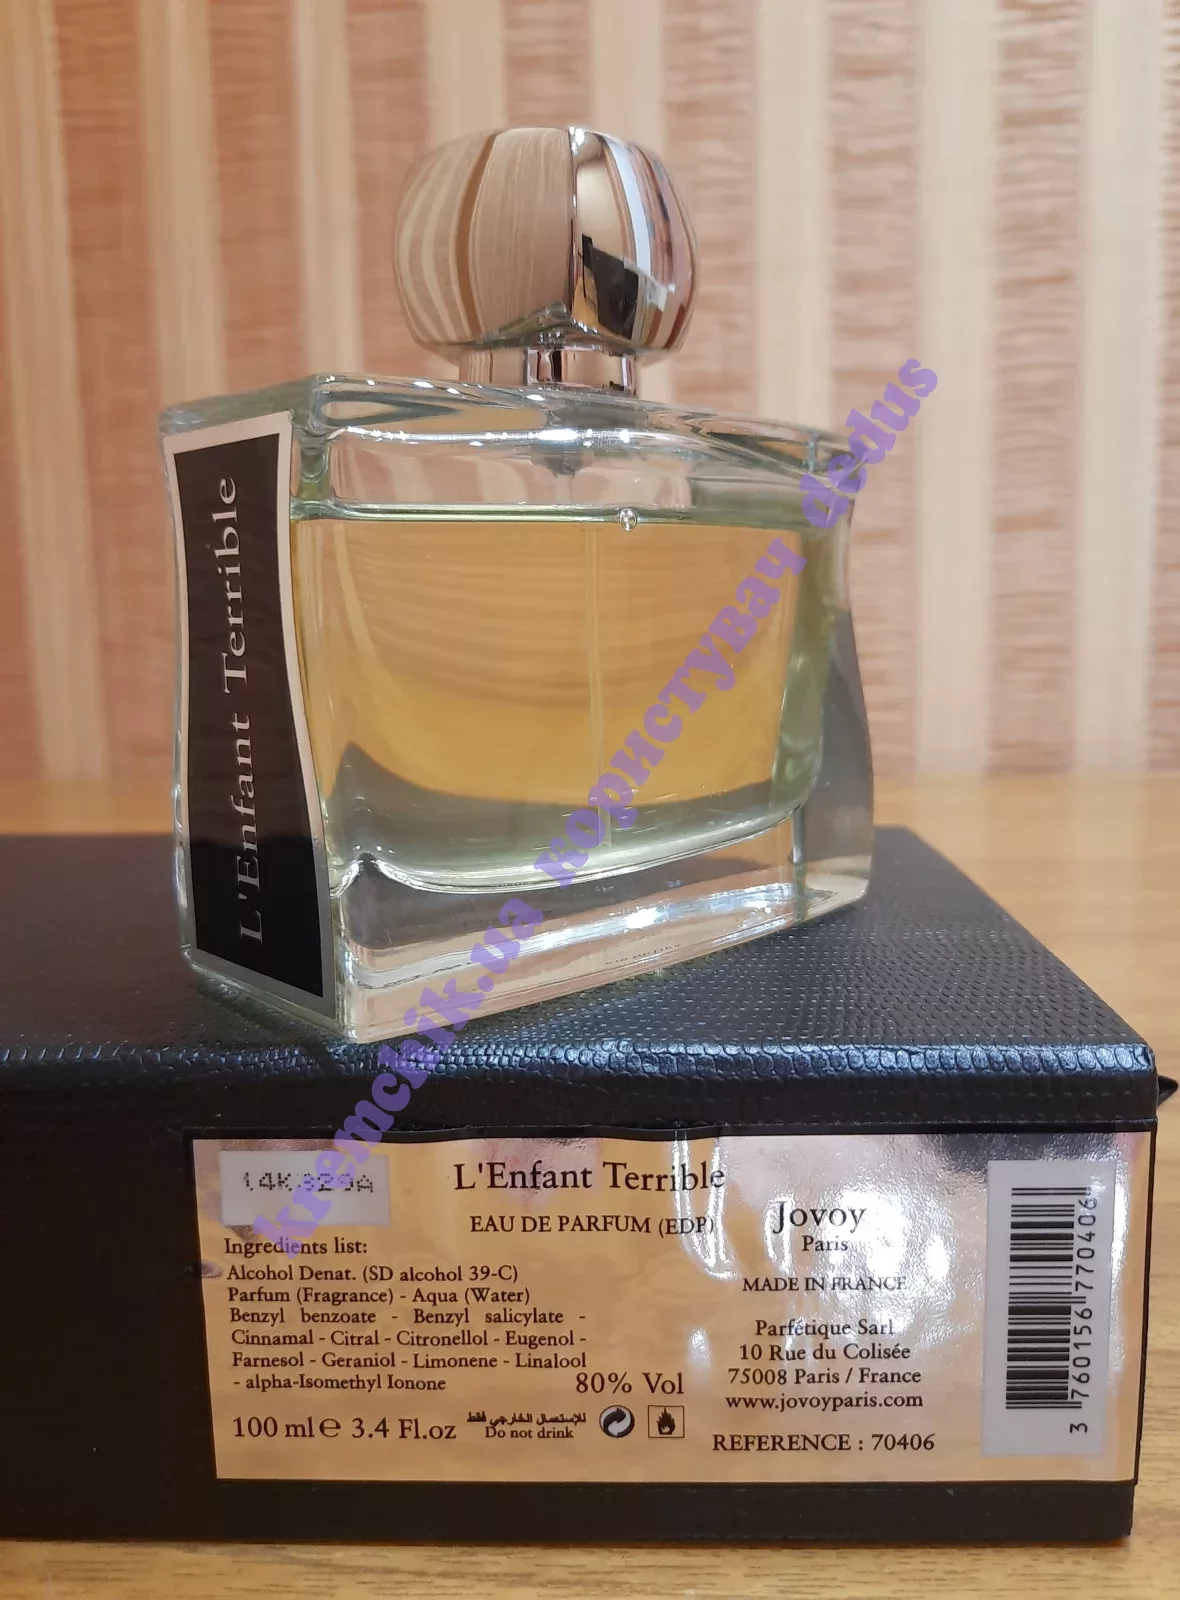 L'Enfant Terrible
kremchik.ua користувач dedus
L'Enfant Terrible
EAU DE PARFUM (EDP)
Ingredients list:
Alcohol Denat. (SD alcohol 39-C)
Parfum (Fragrance) - Aqua (Water)
Benzyl benzoate - Benzyl salicylate -
Cinnamal - Citral - Citronellol - Eugenol -
Farnesol - Geraniol - Limonene - Linalool
- alpha-Isomethyl Ionone
80% Vol
100 ml e 3.4 Fl.oz
للإستعمال الخارجي فقط
Do not drink
Jovoy
Paris
MADE IN FRANCE
Parfétique Sarl
10 Rue du Colisée
75008 Paris / France
www.jovoyparis.com
REFERENCE : 70406
3 760156 770406